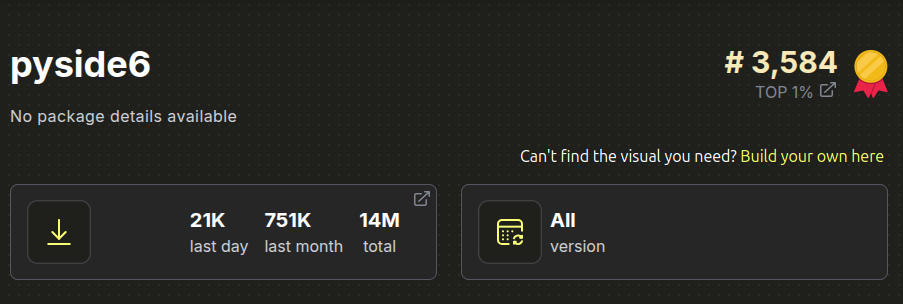 pyside6
# 3,584
TOP 1%
No package details available
Can't find the visual you need? Build your own here
21K 751K 14M
last day last month total
All
version